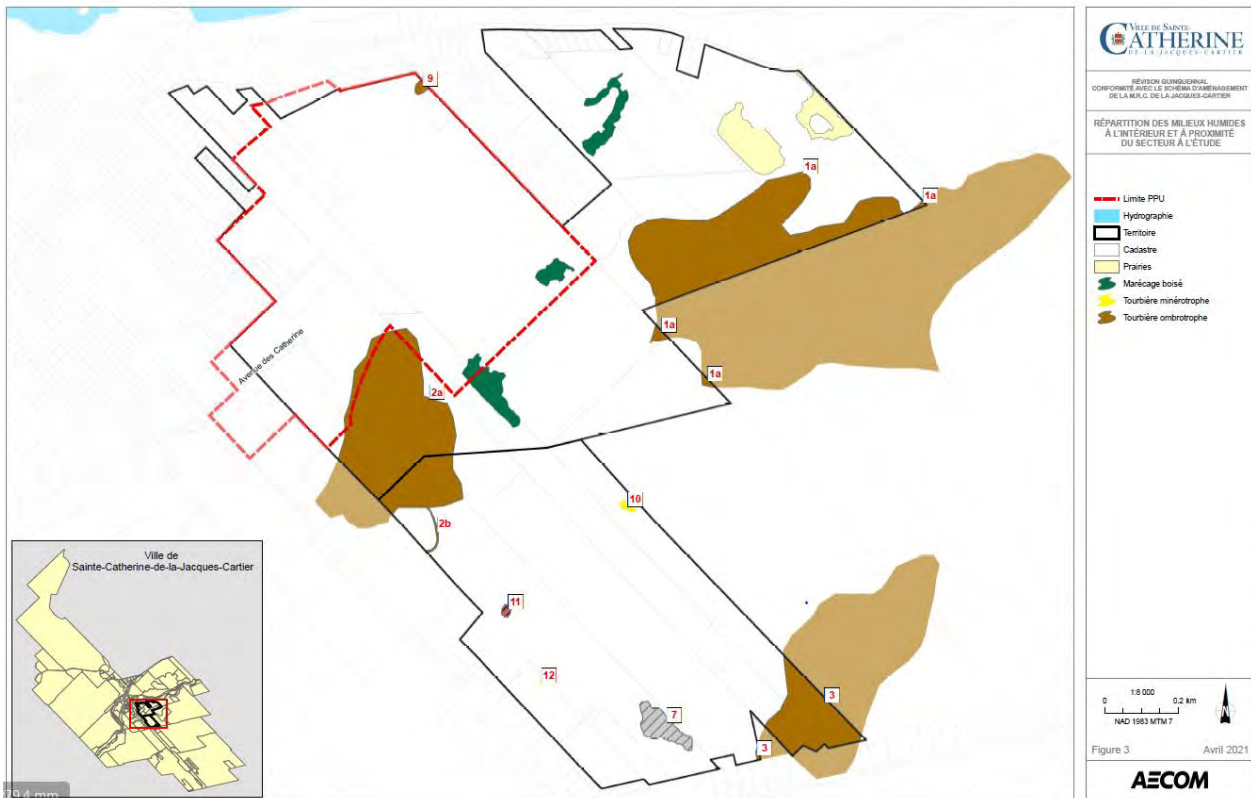 VILLE DE SAINTE-
CATHERINE
DE LA JACQUES-CARTIER
RÉVISON QUINQUENNAL
CONFORMITÉ AVEC LE SCHÉMA D'AMÉNAGEMENT
DE LA M.R.C. DE LA JACQUES-CARTIER
RÉPARTITION DES MILIEUX HUMIDES
À L'INTÉRIEUR ET À PROXIMITÉ
DU SECTEUR À L'ÉTUDE
Limite PPU
Hydrographie
Territoire
Cadastre
Prairies
Marécage boisé
Tourbière minérotrophe
Tourbière ombrotrophe
9
1a
1a
1a
1a
Avenue des Catherine
2a
10
2b
11
12
7
3
3
Ville de
Sainte-Catherine-de-la-Jacques-Cartier
1:8 000
0 0.2 km
NAD 1983 MTM 7
N
Figure 3 Avril 2021
AECOM
79.4 mm